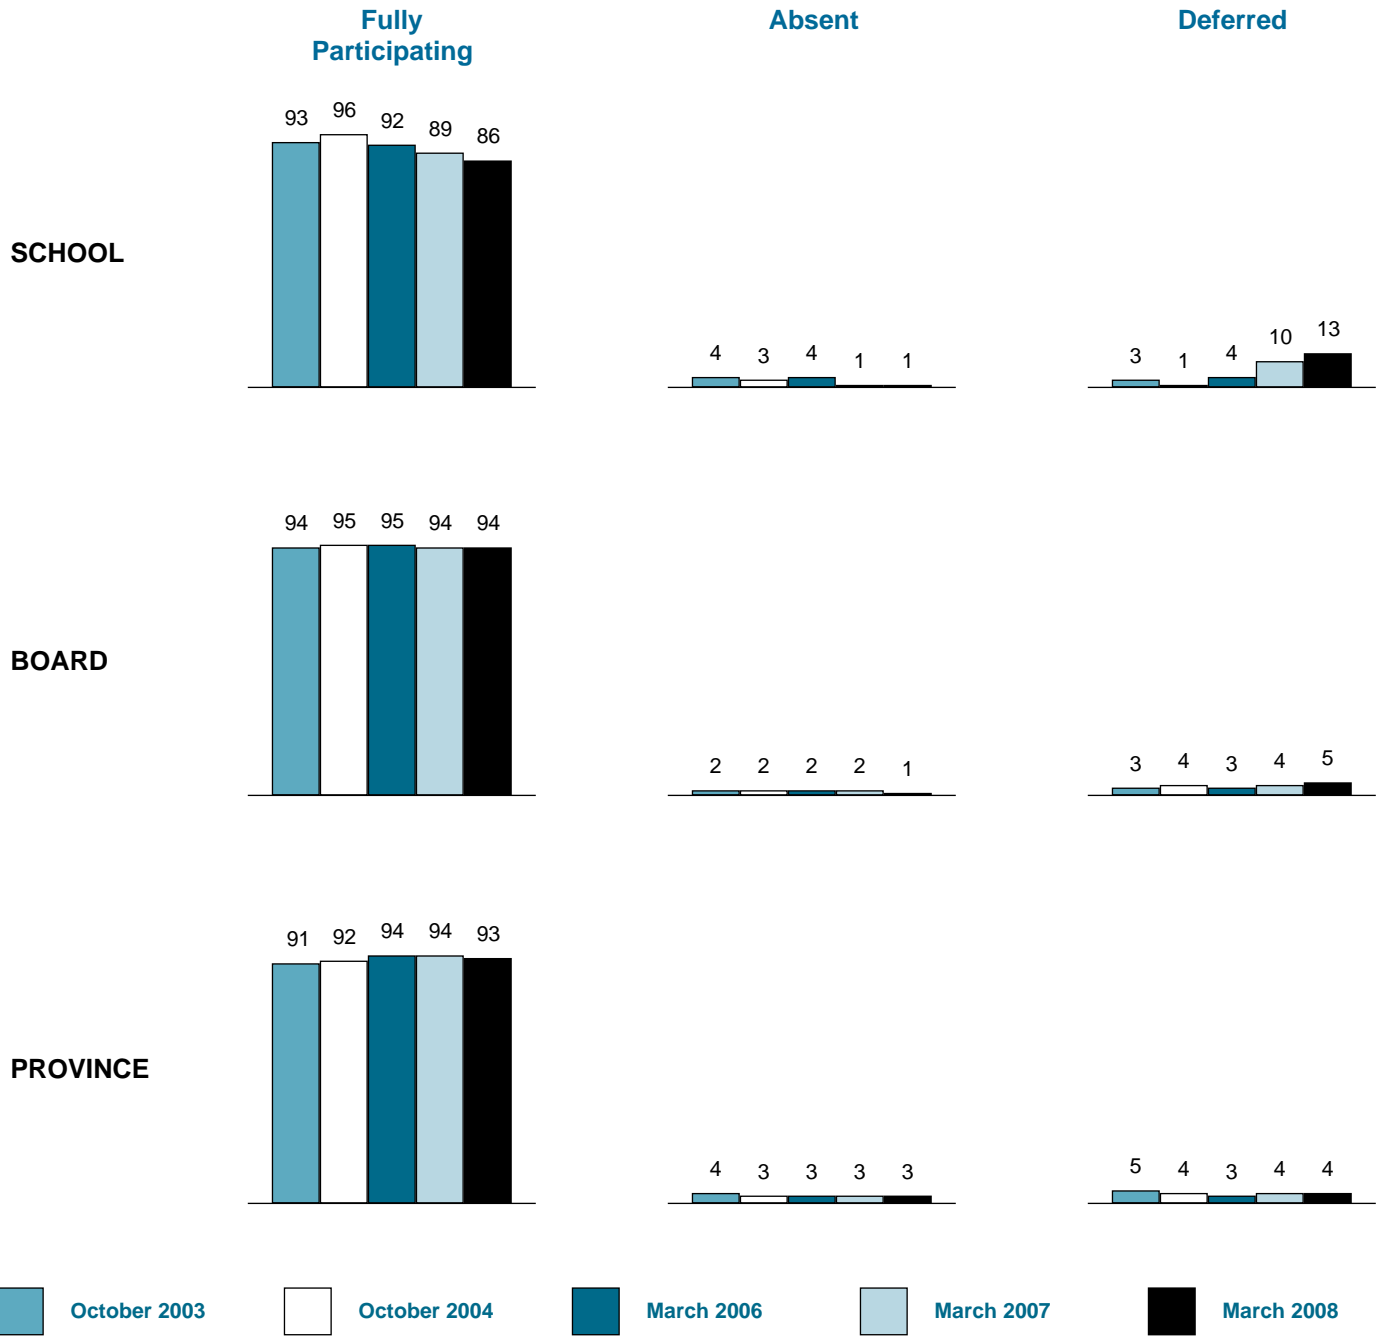 Fully
Participating
Absent
Deferred
93 96 92 89 86
SCHOOL
4 3 4 1 1
3 1 4 10 13
94 95 95 94 94
BOARD
2 2 2 2 1
3 4 3 4 5
91 92 94 94 93
PROVINCE
4 3 3 3 3
5 4 3 4 4
October 2003
October 2004
March 2006
March 2007
March 2008